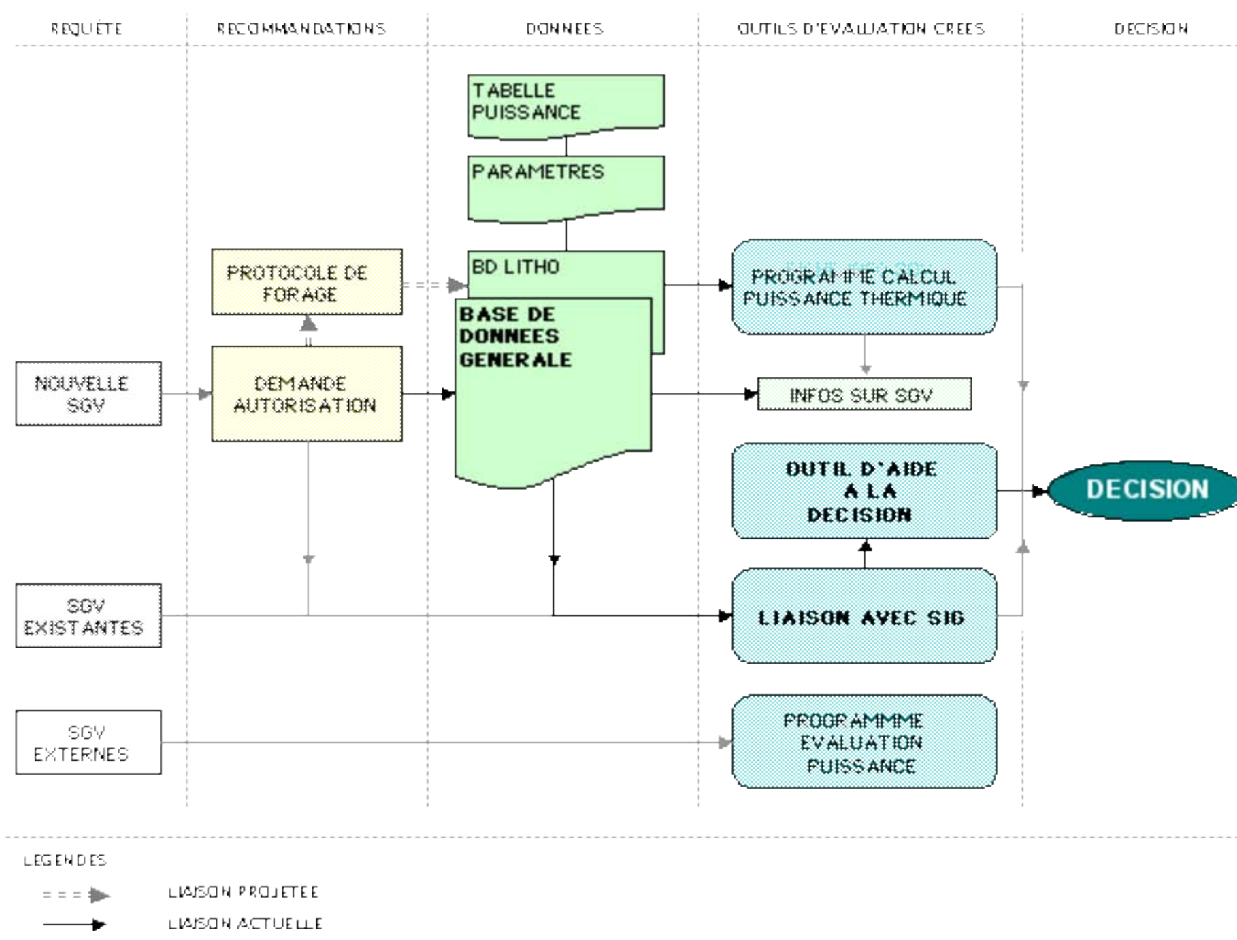 REQUÊTE
RECOMMANDATIONS
DONNEES
OUTILS D'EVALUATION CREES
DECISION
TABELLE
PUISSANCE
PARAMETRES
BD LITHO
PROTOCOLE DE
FORAGE
PROGRAMME CALCUL
PUISSANCE THERMIQUE
BASE DE
DONNEES
GENERALE
NOUVELLE
SGV
DEMANDE
AUTORISATION
INFOS SUR SGV
OUTIL D'AIDE
A LA
DECISION
DECISION
SGV
EXISTANTES
LIAISON AVEC SIG
SGV
EXTERNES
PROGRAMMME
EVALUATION
PUISSANCE
LEGENDES
LIAISON PROJETEE
LIAISON ACTUELLE